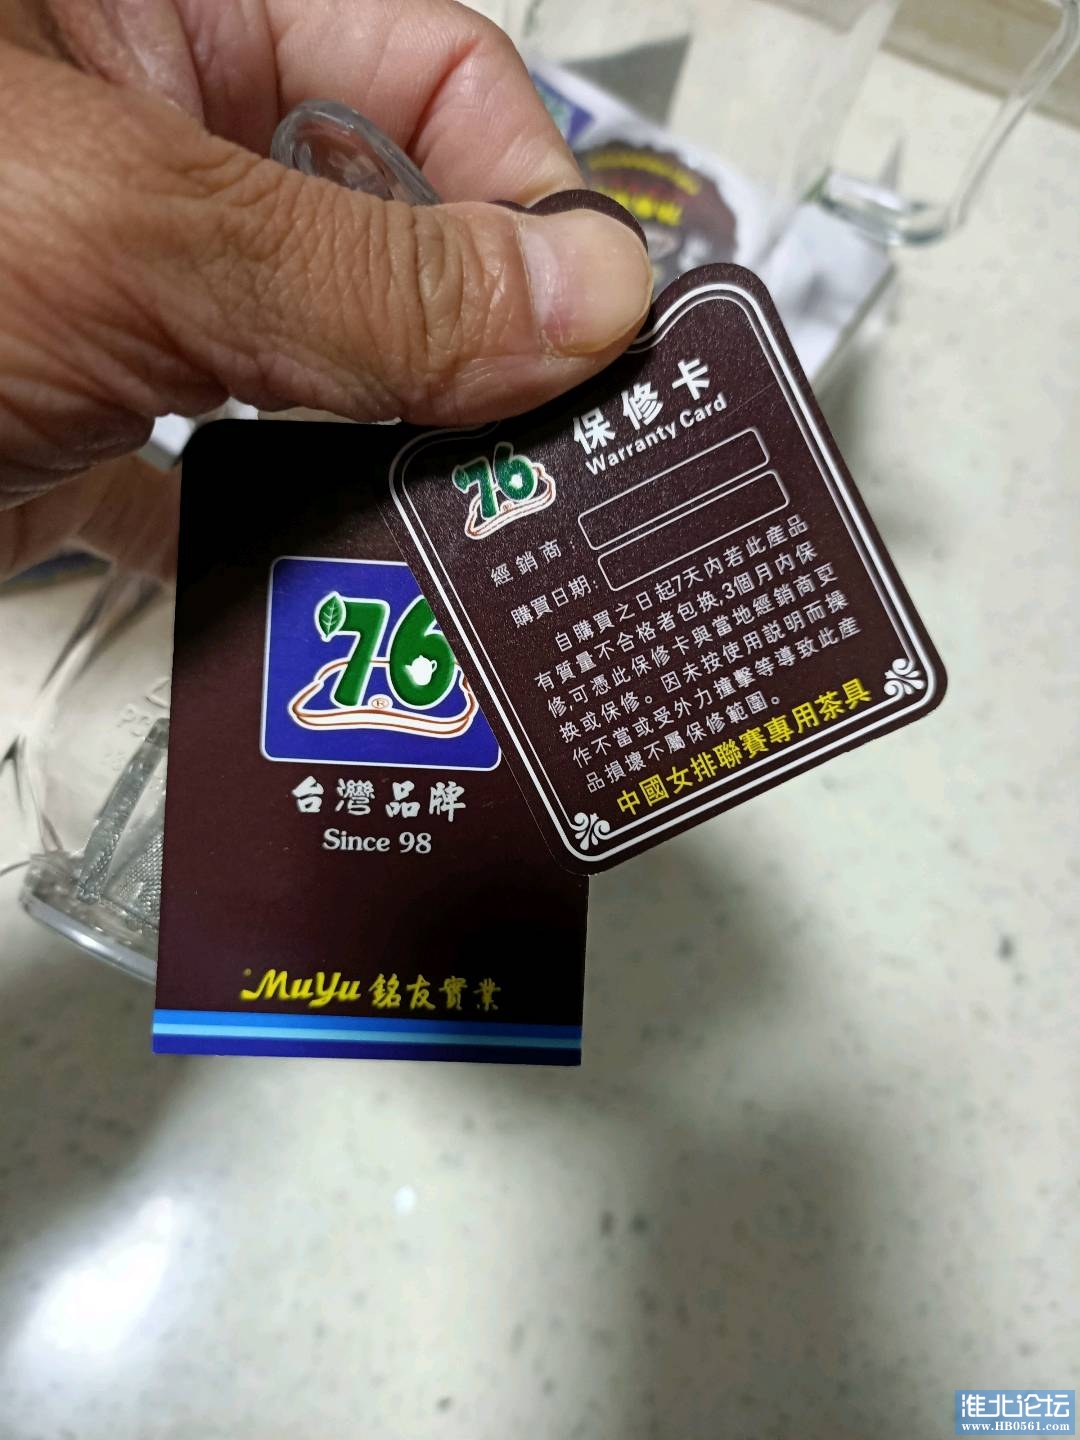 保修卡
Warranty Card
76
經銷商:
購買日期:
自購買之日起7天內若此產品
有質量不合格者包換,3個月內保
修,可憑此保修卡與當地經銷商更
換或保修。因未按使用説明而操
作不當或受外力撞擊等導致此產
品損壞不屬保修範圍。
中國女排聯賽專用茶具
76
®
台灣品牌
Since 98
MuYu 銘友實業
淮北论坛
www.HB0561.com